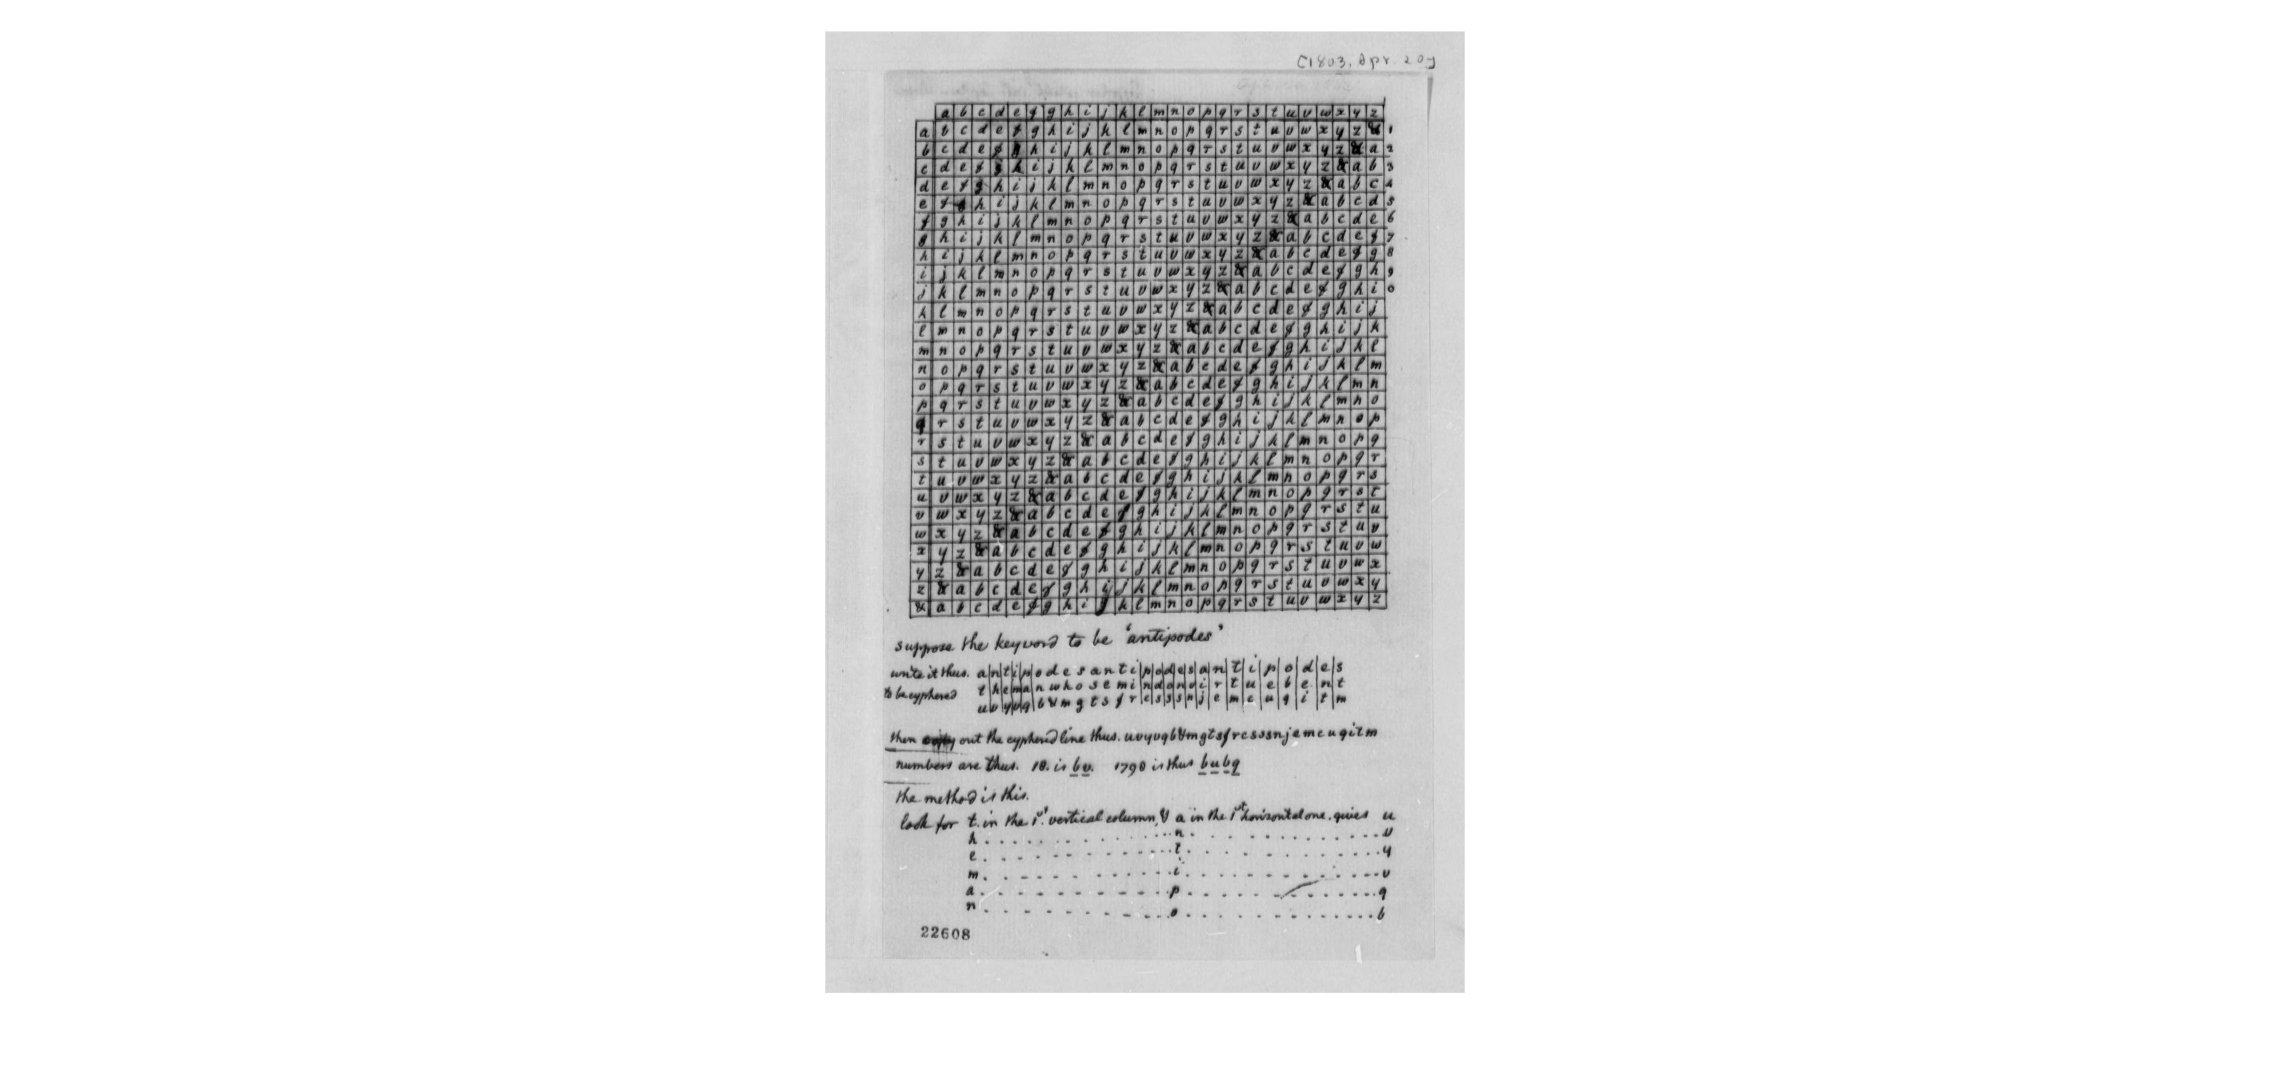 [1803, Apr. 20]
a b c d e f g h i j k l m n o p q r s t u v w x y z
a b c d e f g h i j k l m n o p q r s t u v w x y z & 1
b c d e f g h i j k l m n o p q r s t u v w x y z & a 2
c d e f g h i j k l m n o p q r s t u v w x y z & a b 3
d e f g h i j k l m n o p q r s t u v w x y z & a b c 4
e f g h i j k l m n o p q r s t u v w x y z & a b c d 5
f g h i j k l m n o p q r s t u v w x y z & a b c d e 6
g h i j k l m n o p q r s t u v w x y z & a b c d e f 7
h i j k l m n o p q r s t u v w x y z & a b c d e f g 8
i j k l m n o p q r s t u v w x y z & a b c d e f g h 9
j k l m n o p q r s t u v w x y z & a b c d e f g h i 0
k l m n o p q r s t u v w x y z & a b c d e f g h i j
l m n o p q r s t u v w x y z & a b c d e f g h i j k
m n o p q r s t u v w x y z & a b c d e f g h i j k l
n o p q r s t u v w x y z & a b c d e f g h i j k l m
o p q r s t u v w x y z & a b c d e f g h i j k l m n
p q r s t u v w x y z & a b c d e f g h i j k l m n o
q r s t u v w x y z & a b c d e f g h i j k l m n o p
r s t u v w x y z & a b c d e f g h i j k l m n o p q
s t u v w x y z & a b c d e f g h i j k l m n o p q r
t u v w x y z & a b c d e f g h i j k l m n o p q r s
u v w x y z & a b c d e f g h i j k l m n o p q r s t
v w x y z & a b c d e f g h i j k l m n o p q r s t u
w x y z & a b c d e f g h i j k l m n o p q r s t u v
x y z & a b c d e f g h i j k l m n o p q r s t u v w
y z & a b c d e f g h i j k l m n o p q r s t u v w x
z & a b c d e f g h i j k l m n o p q r s t u v w x y
& a b c d e f g h i j k l m n o p q r s t u v w x y z
suppose the keyword to be 'antipodes'
write it thus. a n t i p o d e s a n t i p o d e s a n t i p o d e s
to be cyphered t h e m a n w h o s e m i n d o n v i r t u e b e n t
u v y v q b & m g t s f r c s s s n j e m c u q i t m
then copy out the cyphered line thus. uvyvqb&mgtsfrcsssnjemcuqitm
numbers are thus. 18. is bv. 1798 is thus bubq
the method is this.
look for t. in the 1st. vertical column, & a in the 1st horizontal one. gives u
h . . . . . . . . . . n . . . . . . . . . . v
e . . . . . . . . . . t . . . . . . . . . . y
m . . . . . . . . . . i . . . . . . . . . . v
a . . . . . . . . . . p . . . . . . . . . . q
n . . . . . . . . . . o . . . . . . . . . . b
22608